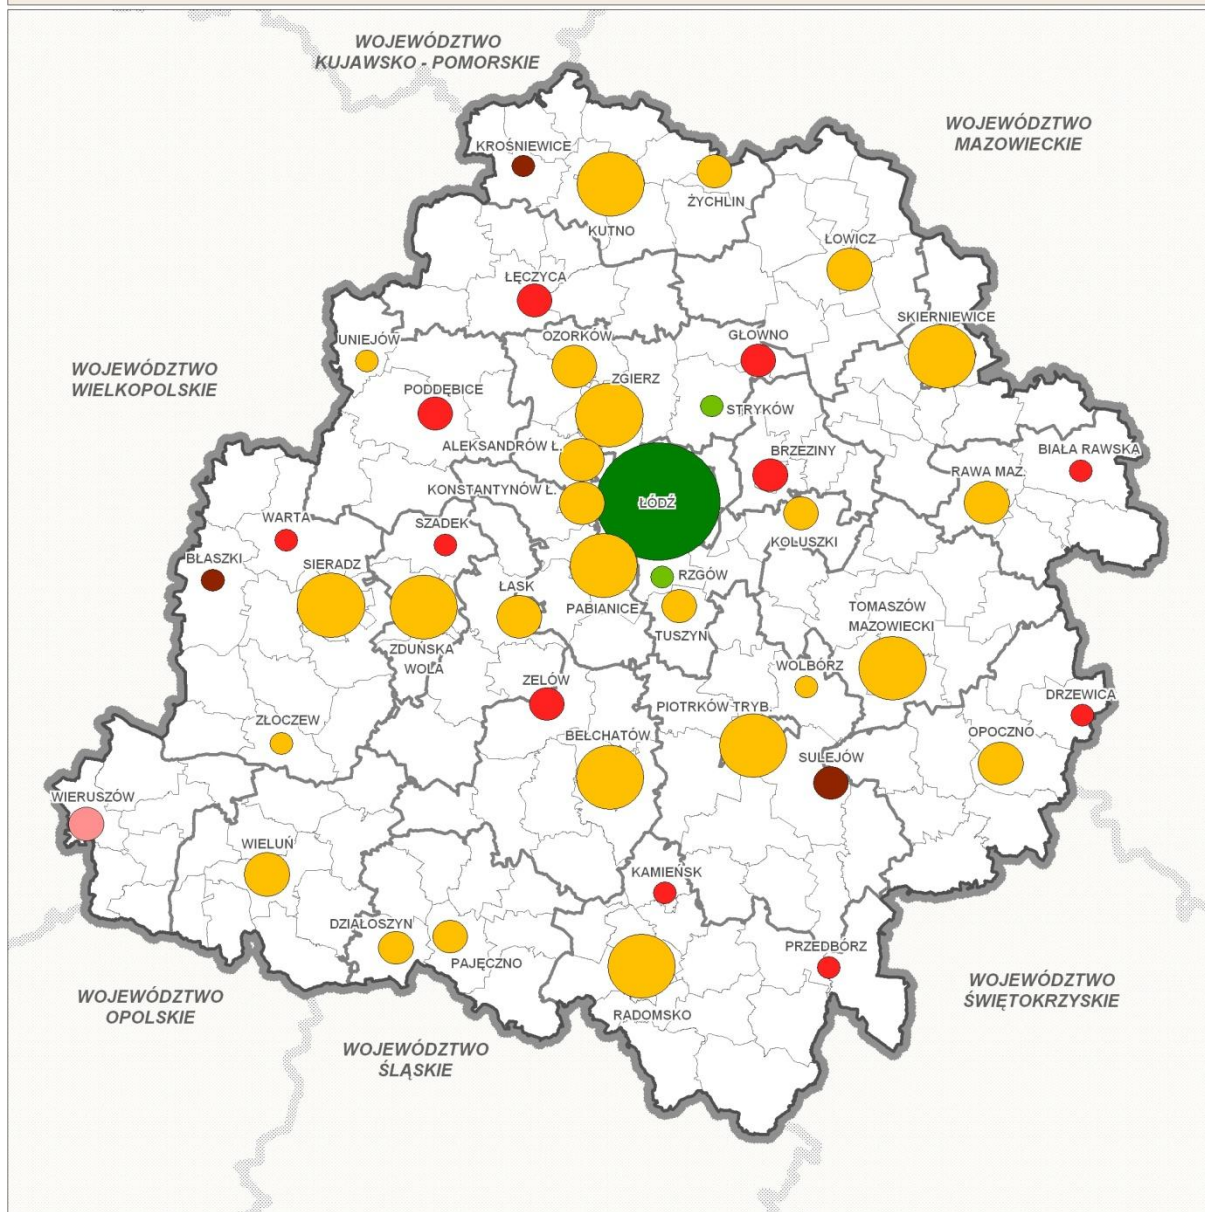 WOJEWÓDZTWO
KUJAWSKO - POMORSKIE
WOJEWÓDZTWO
MAZOWIECKIE
KROŚNIEWICE
ŻYCHLIN
KUTNO
ŁOWICZ
ŁĘCZYCA
SKIERNIEWICE
UNIEJÓW
OZORKÓW
GŁOWNO
WOJEWÓDZTWO
WIELKOPOLSKIE
ZGIERZ
PODDĘBICE
STRYKÓW
ALEKSANDRÓW Ł.
BRZEZINY
BIAŁA RAWSKA
RAWA MAZ.
KONSTANTYNÓW Ł.
ŁÓDŹ
WARTA
SZADEK
KOLUSZKI
BŁASZKI
SIERADZ
ŁASK
RZGÓW
PABIANICE
TUSZYN
TOMASZÓW
MAZOWIECKI
ZDUŃSKA
WOLA
WOLBÓRZ
ZELÓW
DRZEWICA
PIOTRKÓW TRYB.
ZŁOCZEW
BEŁCHATÓW
OPOCZNO
SULEJÓW
WIERUSZÓW
WIELUŃ
KAMIEŃSK
DZIAŁOSZYN
PAJĘCZNO
PRZEDBÓRZ
WOJEWÓDZTWO
ŚWIĘTOKRZYSKIE
WOJEWÓDZTWO
OPOLSKIE
RADOMSKO
WOJEWÓDZTWO
ŚLĄSKIE